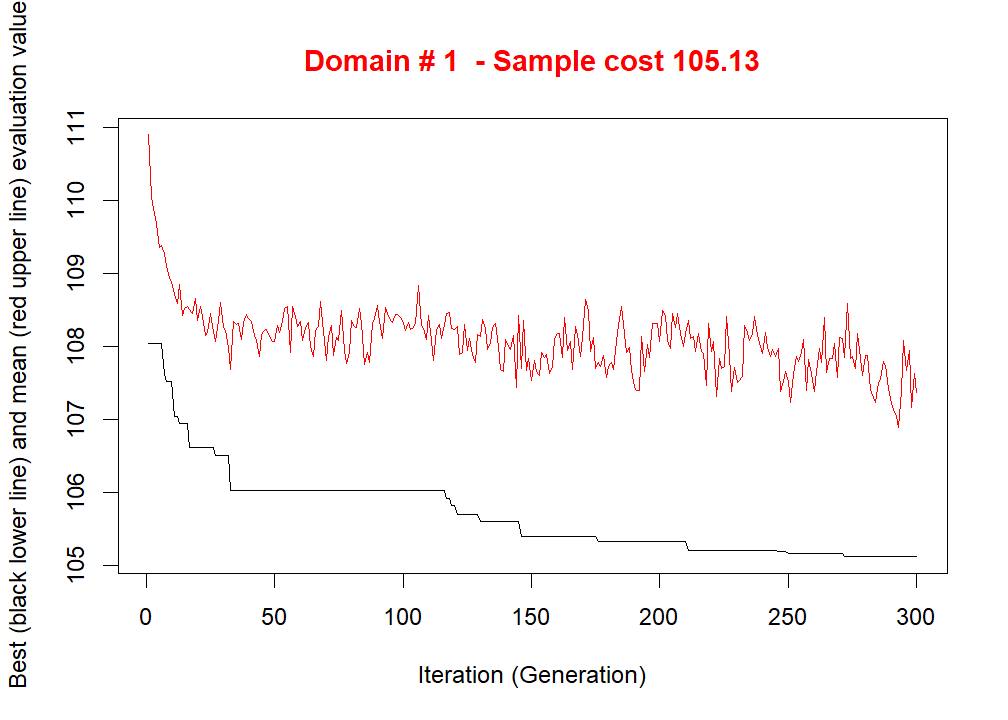 Domain # 1  - Sample cost 105.13
Best (black lower line) and mean (red upper line) evaluation value
111
110
109
108
107
106
105
0 50 100 150 200 250 300
Iteration (Generation)